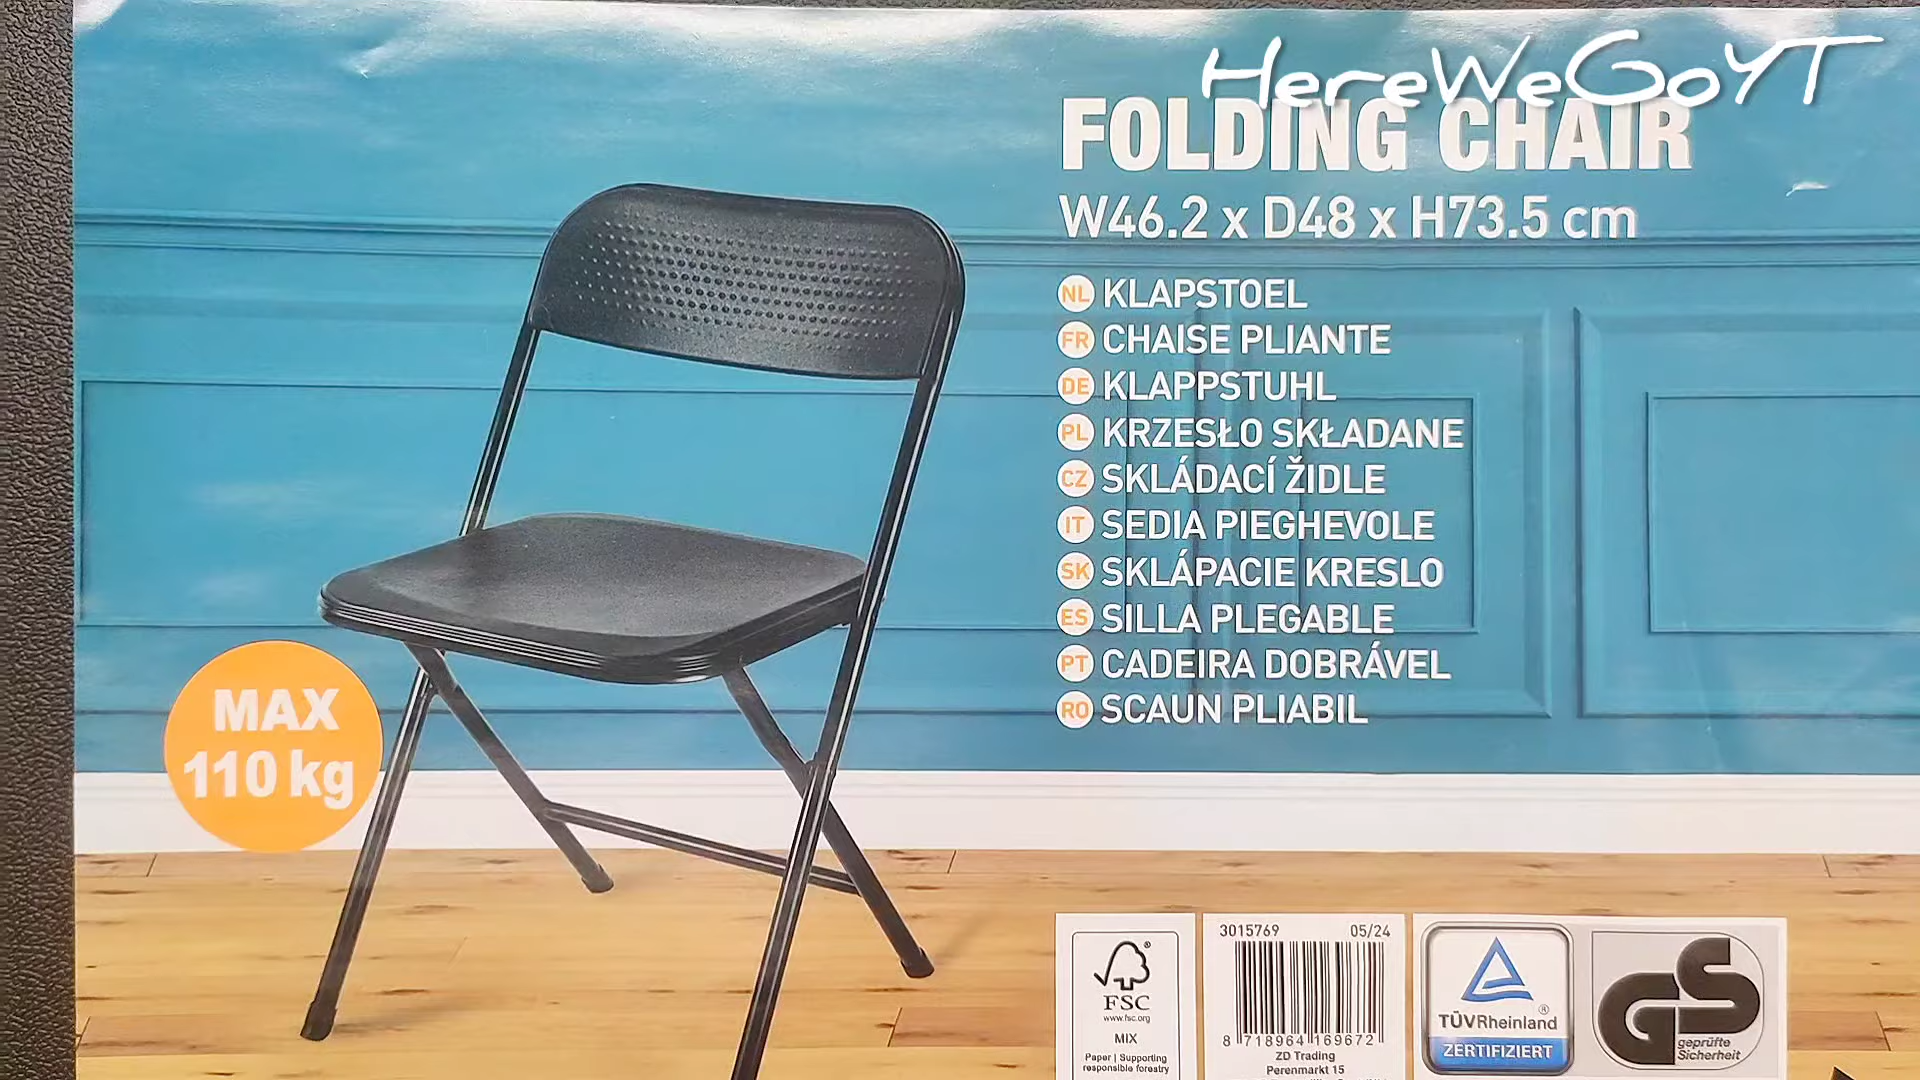 HereWeGoYT
FOLDING CHAIR
W46.2 x D48 x H73.5 cm
NL KLAPSTOEL
FR CHAISE PLIANTE
DE KLAPPSTUHL
PL KRZESŁO SKŁADANE
CZ SKLÁDACÍ ŽIDLE
IT SEDIA PIEGHEVOLE
SK SKLÁPACIE KRESLO
ES SILLA PLEGABLE
PT CADEIRA DOBRÁVEL
RO SCAUN PLIABIL
MAX
110 kg
FSC
www.fsc.org
MIX
Paper | Supporting
responsible forestry
3015769 05/24
8 718964 169672
ZD Trading
Perenmarkt 15
TÜVRheinland
ZERTIFIZIERT
GS
geprüfte
Sicherheit